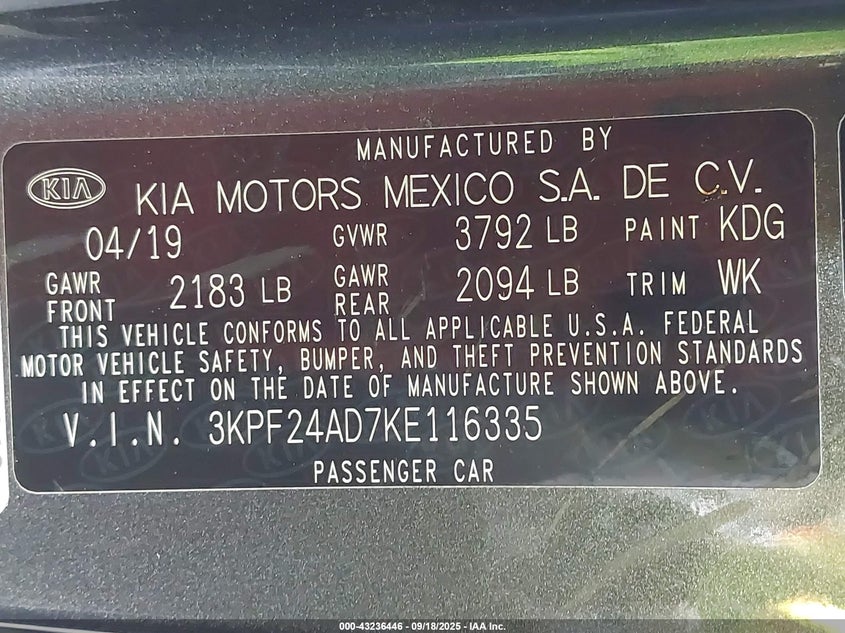 MANUFACTURED BY
KIA KIA MOTORS MEXICO S.A. DE C.V.
04/19 GVWR 3792 LB PAINT KDG
GAWR FRONT 2183 LB GAWR REAR 2094 LB TRIM WK
THIS VEHICLE CONFORMS TO ALL APPLICABLE U.S.A. FEDERAL
MOTOR VEHICLE SAFETY, BUMPER, AND THEFT PREVENTION STANDARDS
IN EFFECT ON THE DATE OF MANUFACTURE SHOWN ABOVE.
V.I.N. 3KPF24AD7KE116335
PASSENGER CAR
000-43236446 - 09/18/2025 - IAA Inc.